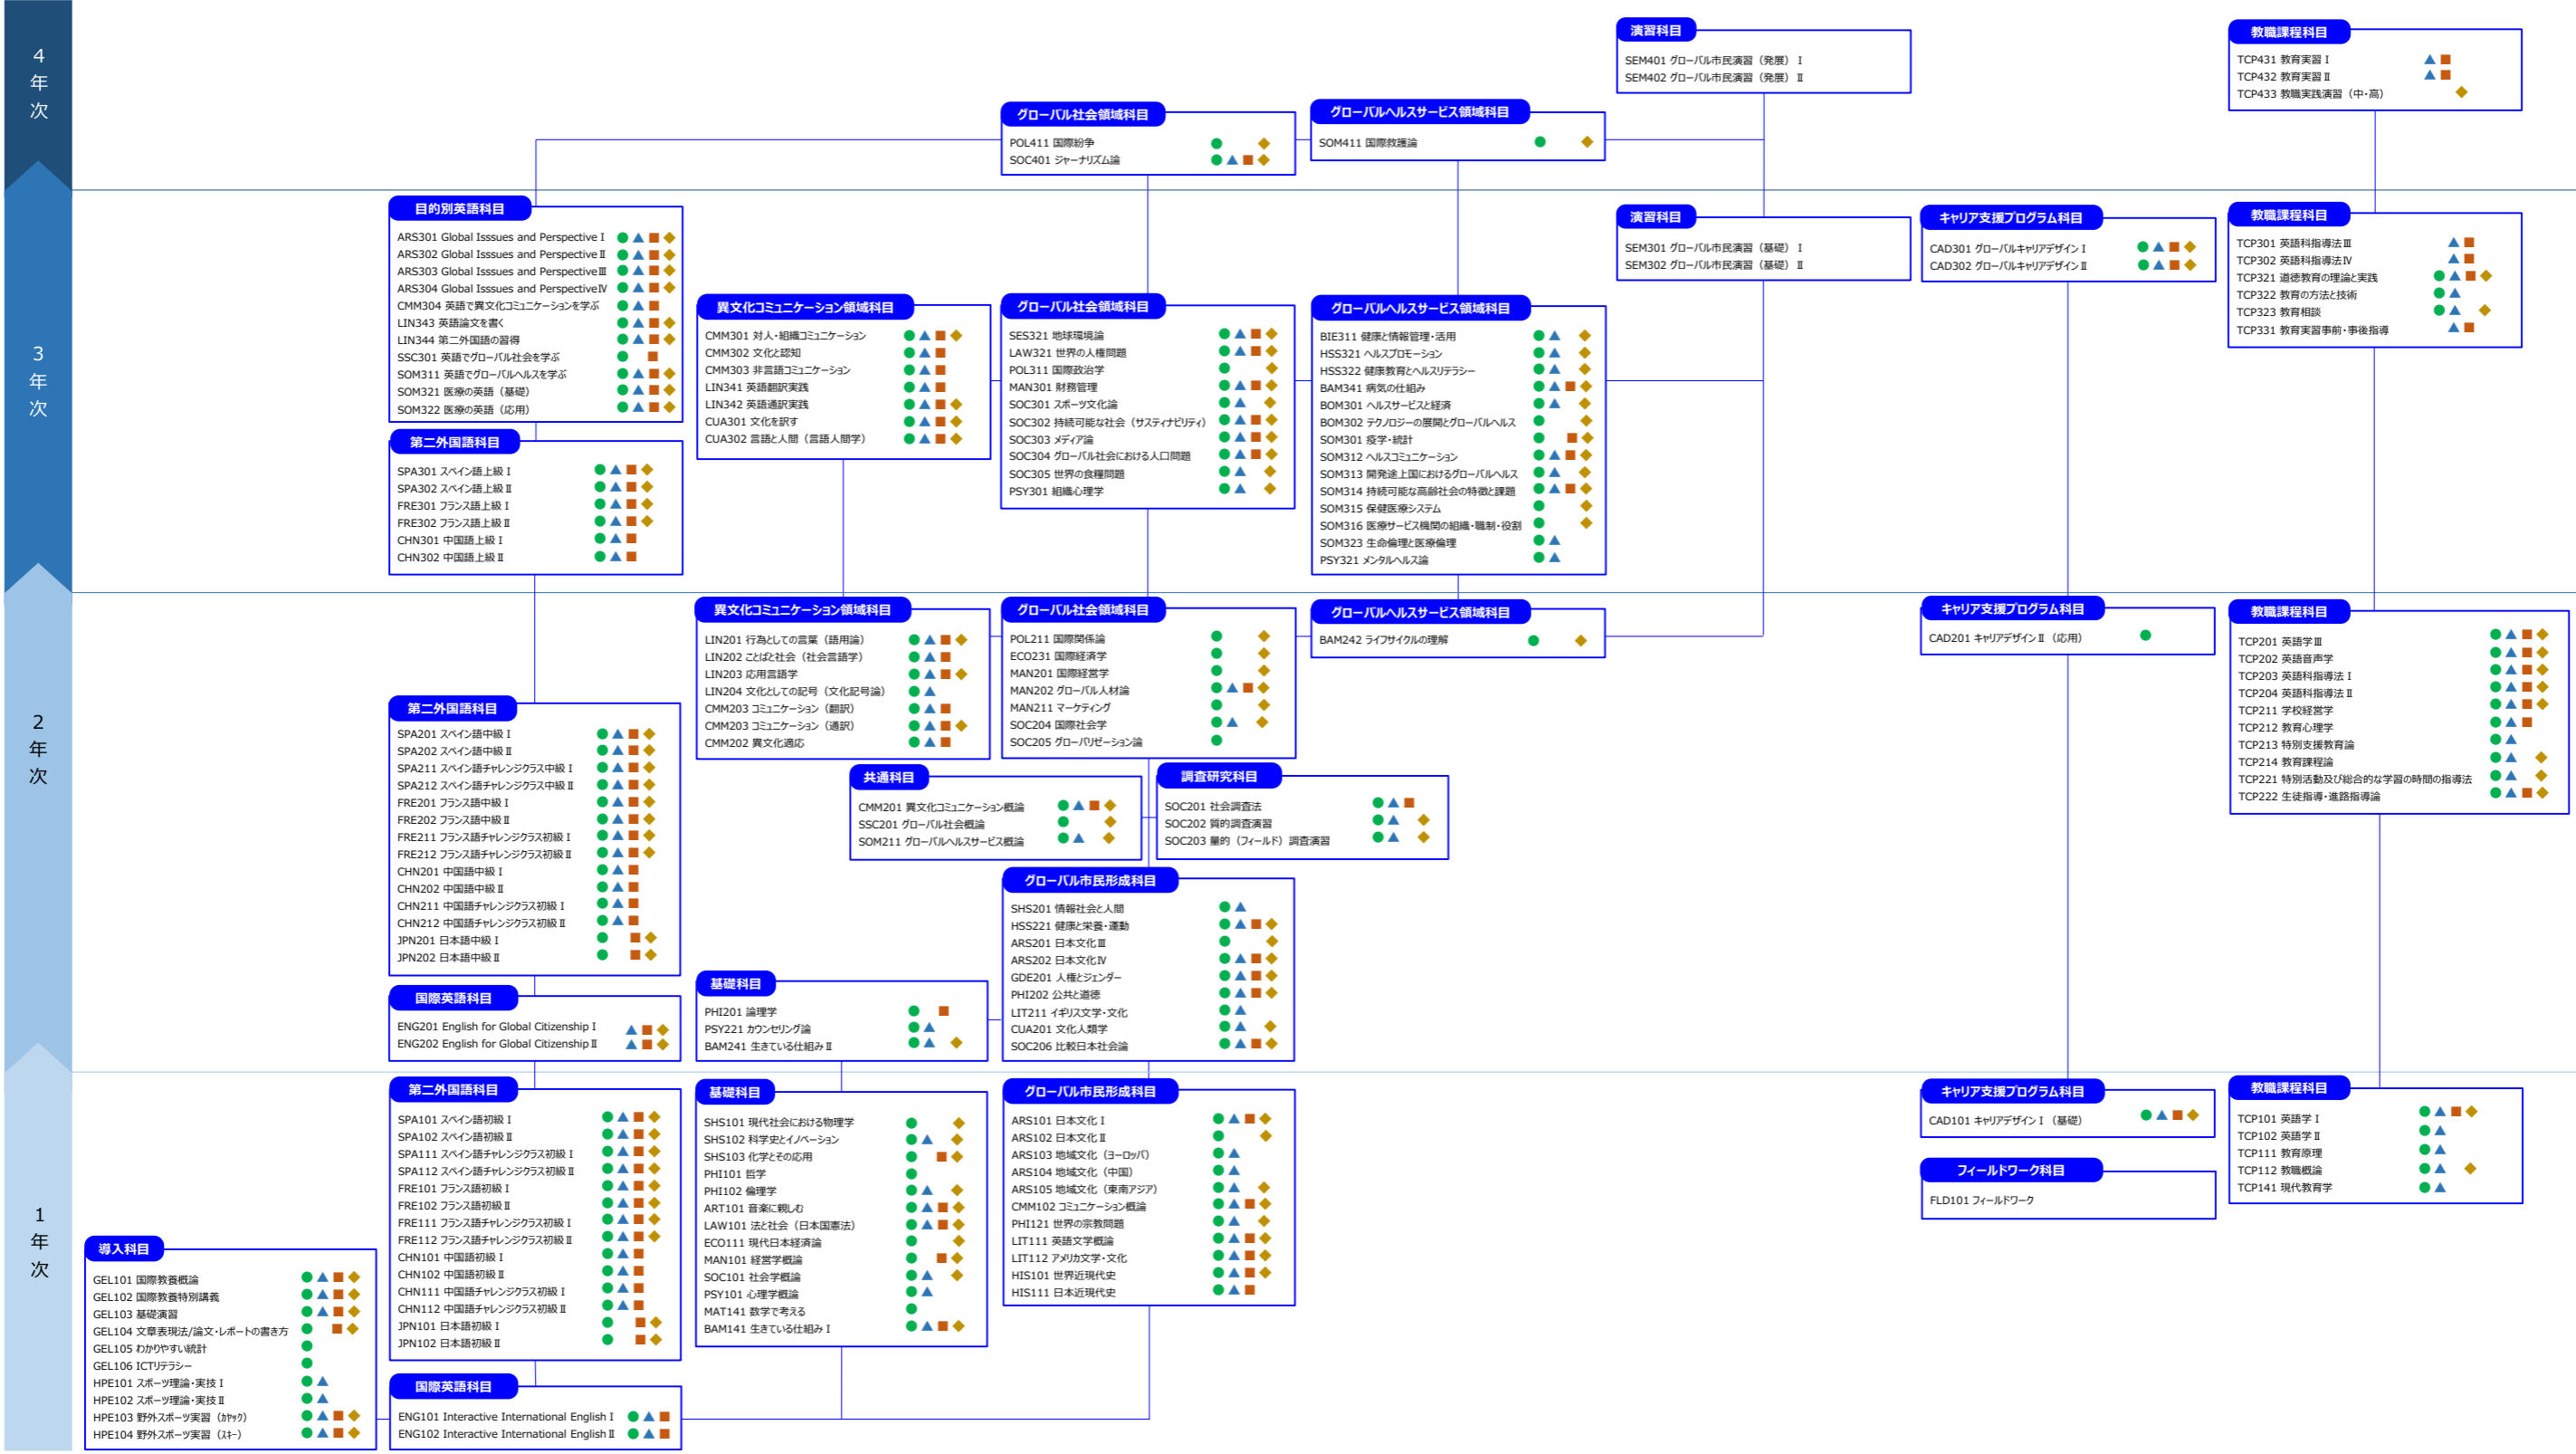 4年次
演習科目
SEM401 グローバル市民演習（発展）Ⅰ
SEM402 グローバル市民演習（発展）Ⅱ
教職課程科目
TCP431 教育実習Ⅰ
TCP432 教育実習Ⅱ
TCP433 教職実践演習（中・高）
グローバル社会領域科目
POL411 国際紛争
SOC401 ジャーナリズム論
グローバルヘルスサービス領域科目
SOM411 国際救護論
3年次
目的別英語科目
ARS301 Global Isssues and Perspective Ⅰ
ARS302 Global Isssues and Perspective Ⅱ
ARS303 Global Isssues and PerspectiveⅢ
ARS304 Global Isssues and PerspectiveⅣ
CMM304 英語で異文化コミュニケーションを学ぶ
LIN343 英語論文を書く
LIN344 第二外国語の習得
SSC301 英語でグローバル社会を学ぶ
SOM311 英語でグローバルヘルスを学ぶ
SOM321 医療の英語（基礎）
SOM322 医療の英語（応用）
第二外国語科目
SPA301 スペイン語上級Ⅰ
SPA302 スペイン語上級Ⅱ
FRE301 フランス語上級Ⅰ
FRE302 フランス語上級Ⅱ
CHN301 中国語上級Ⅰ
CHN302 中国語上級Ⅱ
異文化コミュニケーション領域科目
CMM301 対人・組織コミュニケーション
CMM302 文化と認知
CMM303 非言語コミュニケーション
LIN341 英語翻訳実践
LIN342 英語通訳実践
CUA301 文化を訳す
CUA302 言語と人間（言語人間学）
グローバル社会領域科目
SES321 地球環境論
LAW321 世界の人権問題
POL311 国際政治学
MAN301 財務管理
SOC301 スポーツ文化論
SOC302 持続可能な社会（サスティナビリティ）
SOC303 メディア論
SOC304 グローバル社会における人口問題
SOC305 世界の食糧問題
PSY301 組織心理学
グローバルヘルスサービス領域科目
BIE311 健康と情報管理・活用
HSS321 ヘルスプロモーション
HSS322 健康教育とヘルスリテラシー
BAM341 病気の仕組み
BOM301 ヘルスサービスと経済
BOM302 テクノロジーの展開とグローバルヘルス
SOM301 疫学・統計
SOM312 ヘルスコミュニケーション
SOM313 開発途上国におけるグローバルヘルス
SOM314 持続可能な高齢社会の特徴と課題
SOM315 保健医療システム
SOM316 医療サービス機関の組織・職制・役割
SOM323 生命倫理と医療倫理
PSY321 メンタルヘルス論
演習科目
SEM301 グローバル市民演習（基礎）Ⅰ
SEM302 グローバル市民演習（基礎）Ⅱ
キャリア支援プログラム科目
CAD301 グローバルキャリアデザインⅠ
CAD302 グローバルキャリアデザインⅡ
教職課程科目
TCP301 英語科指導法Ⅲ
TCP302 英語科指導法Ⅳ
TCP321 道徳教育の理論と実践
TCP322 教育の方法と技術
TCP323 教育相談
TCP331 教育実習事前・事後指導
2年次
第二外国語科目
SPA201 スペイン語中級Ⅰ
SPA202 スペイン語中級Ⅱ
SPA211 スペイン語チャレンジクラス中級Ⅰ
SPA212 スペイン語チャレンジクラス中級Ⅱ
FRE201 フランス語中級Ⅰ
FRE202 フランス語中級Ⅱ
FRE211 フランス語チャレンジクラス初級Ⅰ
FRE212 フランス語チャレンジクラス初級Ⅱ
CHN201 中国語中級Ⅰ
CHN202 中国語中級Ⅱ
CHN211 中国語チャレンジクラス初級Ⅰ
CHN212 中国語チャレンジクラス初級Ⅱ
JPN201 日本語中級Ⅰ
JPN202 日本語中級Ⅱ
国際英語科目
ENG201 English for Global Citizenship Ⅰ
ENG202 English for Global Citizenship Ⅱ
異文化コミュニケーション領域科目
LIN201 行為としての言葉（語用論）
LIN202 ことばと社会（社会言語学）
LIN203 応用言語学
LIN204 文化としての記号（文化記号論）
CMM203 コミュニケーション（翻訳）
CMM203 コミュニケーション（通訳）
CMM202 異文化適応
グローバル社会領域科目
POL211 国際関係論
ECO231 国際経済学
MAN201 国際経営学
MAN202 グローバル人材論
MAN211 マーケティング
SOC204 国際社会学
SOC205 グローバリゼーション論
グローバルヘルスサービス領域科目
BAM242 ライフサイクルの理解
共通科目
CMM201 異文化コミュニケーション概論
SSC201 グローバル社会概論
SOM211 グローバルヘルスサービス概論
調査研究科目
SOC201 社会調査法
SOC202 質的調査演習
SOC203 量的（フィールド）調査演習
基礎科目
PHI201 論理学
PSY221 カウンセリング論
BAM241 生きている仕組みⅡ
グローバル市民形成科目
SHS201 情報社会と人間
HSS221 健康と栄養・運動
ARS201 日本文化Ⅲ
ARS202 日本文化Ⅳ
GDE201 人権とジェンダー
PHI202 公共と道徳
LIT211 イギリス文学・文化
CUA201 文化人類学
SOC206 比較日本社会論
キャリア支援プログラム科目
CAD201 キャリアデザインⅡ（応用）
教職課程科目
TCP201 英語学Ⅲ
TCP202 英語音声学
TCP203 英語科指導法Ⅰ
TCP204 英語科指導法Ⅱ
TCP211 学校経営学
TCP212 教育心理学
TCP213 特別支援教育論
TCP214 教育課程論
TCP221 特別活動及び総合的な学習の時間の指導法
TCP222 生徒指導・進路指導論
1年次
導入科目
GEL101 国際教養概論
GEL102 国際教養特別講義
GEL103 基礎演習
GEL104 文章表現法/論文・レポートの書き方
GEL105 わかりやすい統計
GEL106 ICTリテラシー
HPE101 スポーツ理論・実技Ⅰ
HPE102 スポーツ理論・実技Ⅱ
HPE103 野外スポーツ実習（カヤック）
HPE104 野外スポーツ実習（スキー）
第二外国語科目
SPA101 スペイン語初級Ⅰ
SPA102 スペイン語初級Ⅱ
SPA111 スペイン語チャレンジクラス初級Ⅰ
SPA112 スペイン語チャレンジクラス初級Ⅱ
FRE101 フランス語初級Ⅰ
FRE102 フランス語初級Ⅱ
FRE111 フランス語チャレンジクラス初級Ⅰ
FRE112 フランス語チャレンジクラス初級Ⅱ
CHN101 中国語初級Ⅰ
CHN102 中国語初級Ⅱ
CHN111 中国語チャレンジクラス初級Ⅰ
CHN112 中国語チャレンジクラス初級Ⅱ
JPN101 日本語初級Ⅰ
JPN102 日本語初級Ⅱ
国際英語科目
ENG101 Interactive International English Ⅰ
ENG102 Interactive International English Ⅱ
基礎科目
SHS101 現代社会における物理学
SHS102 科学史とイノベーション
SHS103 化学とその応用
PHI101 哲学
PHI102 倫理学
ART101 音楽に親しむ
LAW101 法と社会（日本国憲法）
ECO111 現代日本経済論
MAN101 経営学概論
SOC101 社会学概論
PSY101 心理学概論
MAT141 数学で考える
BAM141 生きている仕組みⅠ
グローバル市民形成科目
ARS101 日本文化Ⅰ
ARS102 日本文化Ⅱ
ARS103 地域文化（ヨーロッパ）
ARS104 地域文化（中国）
ARS105 地域文化（東南アジア）
CMM102 コミュニケーション概論
PHI121 世界の宗教問題
LIT111 英語文学概論
LIT112 アメリカ文学・文化
HIS101 世界近現代史
HIS111 日本近現代史
キャリア支援プログラム科目
CAD101 キャリアデザインⅠ（基礎）
フィールドワーク科目
FLD101 フィールドワーク
教職課程科目
TCP101 英語学Ⅰ
TCP102 英語学Ⅱ
TCP111 教育原理
TCP112 教職概論
TCP141 現代教育学